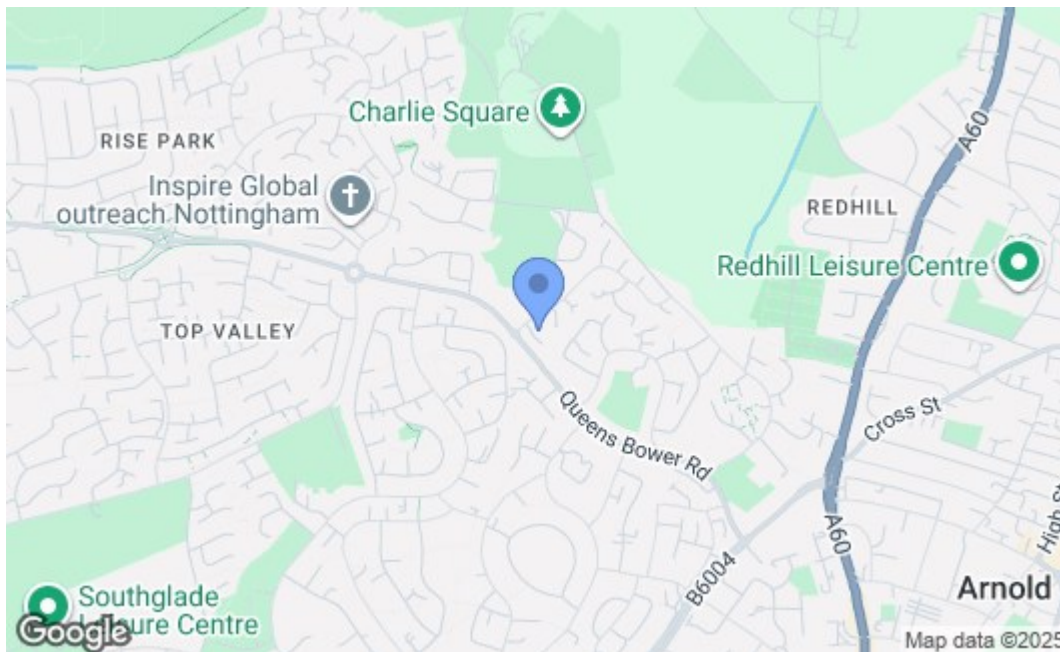 Charlie Square
A60
RISE PARK
Inspire Global
outreach Nottingham
REDHILL
Redhill Leisure Centre
TOP VALLEY
Queens Bower Rd
Cross St
A60
High St
B6004
Arnold
Southglade
Leisure Centre
Google
Map data ©2025